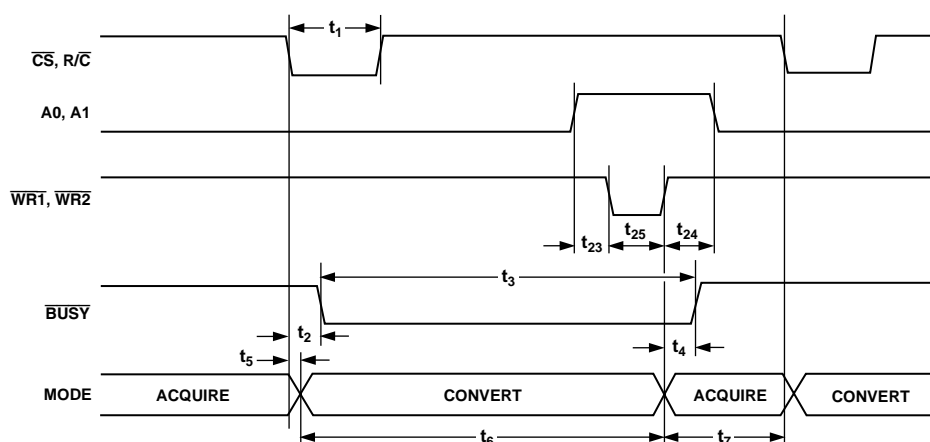 t1
CS, R/C
A0, A1
WR1, WR2
t23 t25 t24
t3
BUSY
t2
t5 t4
MODE ACQUIRE CONVERT ACQUIRE CONVERT
t6 t7